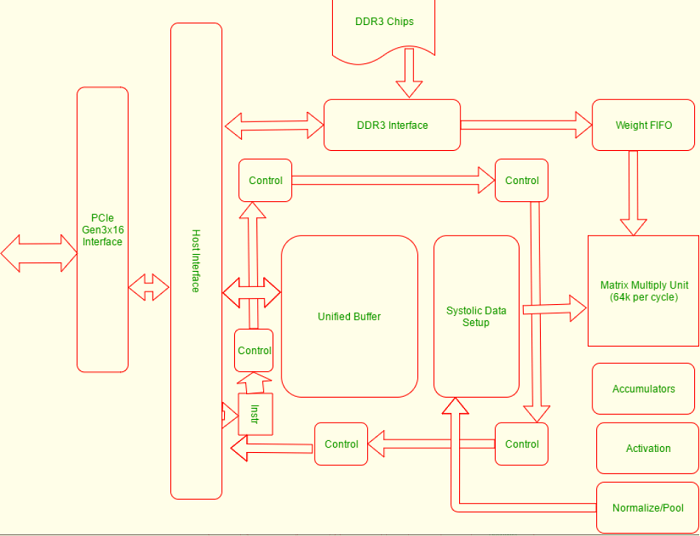 DDR3 Chips
DDR3 Interface
Weight FIFO
Control
Control
PCIe
Gen3x16
Interface
Host Interface
Unified Buffer
Systolic Data
Setup
Matrix Multiply Unit
(64k per cycle)
Control
Instr
Accumulators
Control
Control
Activation
Normalize/Pool